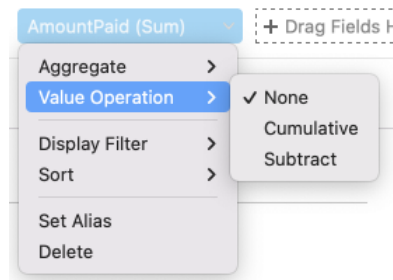 AmountPaid (Sum)
+ Drag Fields H
Aggregate
Value Operation
✓ None
Cumulative
Subtract
Display Filter
Sort
Set Alias
Delete